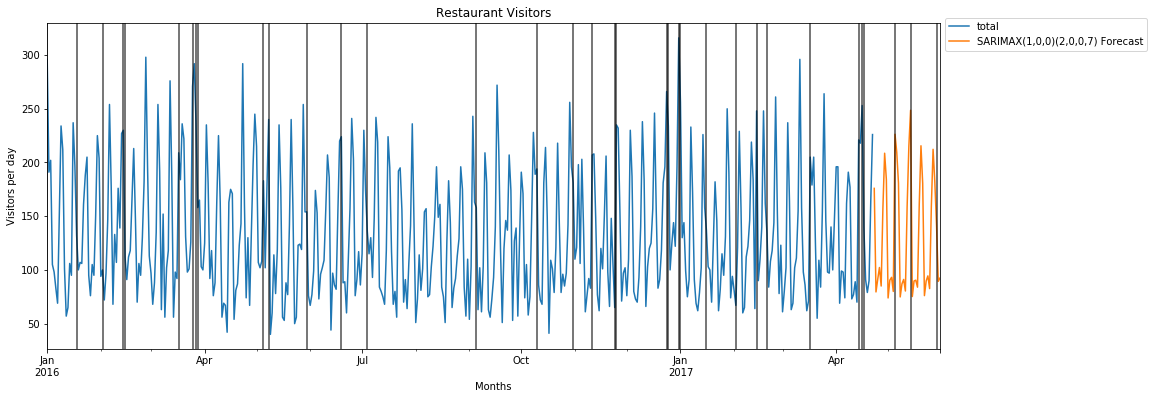 Restaurant Visitors
total
SARIMAX(1,0,0)(2,0,0,7) Forecast
Visitors per day
300
250
200
150
100
50
Jan Apr Jul Oct Jan Apr
2016 2017
Months